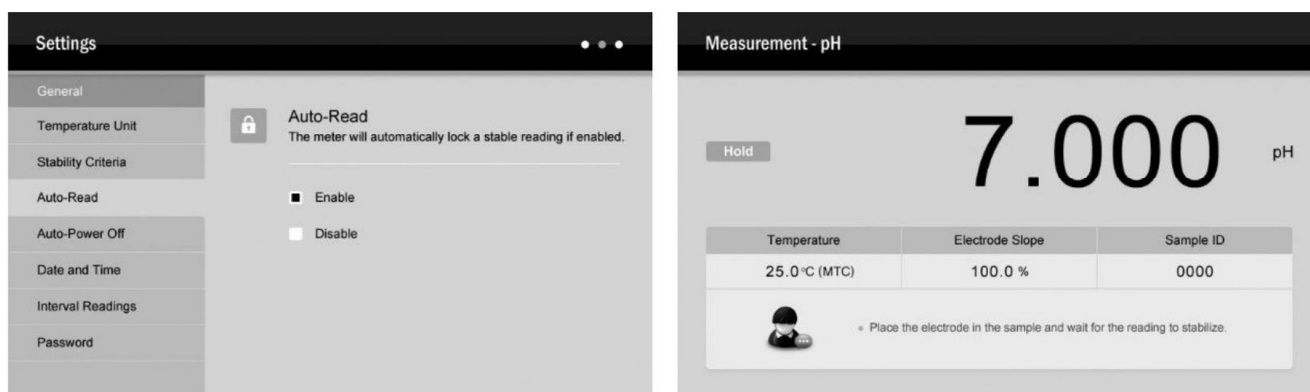 Settings
General
Temperature Unit
Stability Criteria
Auto-Read
Auto-Power Off
Date and Time
Interval Readings
Password
Auto-Read
The meter will automatically lock a stable reading if enabled.
Enable
Disable
Measurement - pH
Hold
7.000 pH
Temperature Electrode Slope Sample ID
25.0°C (MTC) 100.0 % 0000
Place the electrode in the sample and wait for the reading to stabilize.